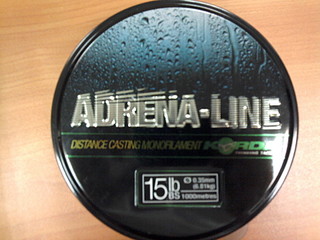 ADRENA-LINE
DISTANCE CASTING MONOFILAMENT KORDA
15lb BS Ø 0.35mm
(6.81kg)
1000metres